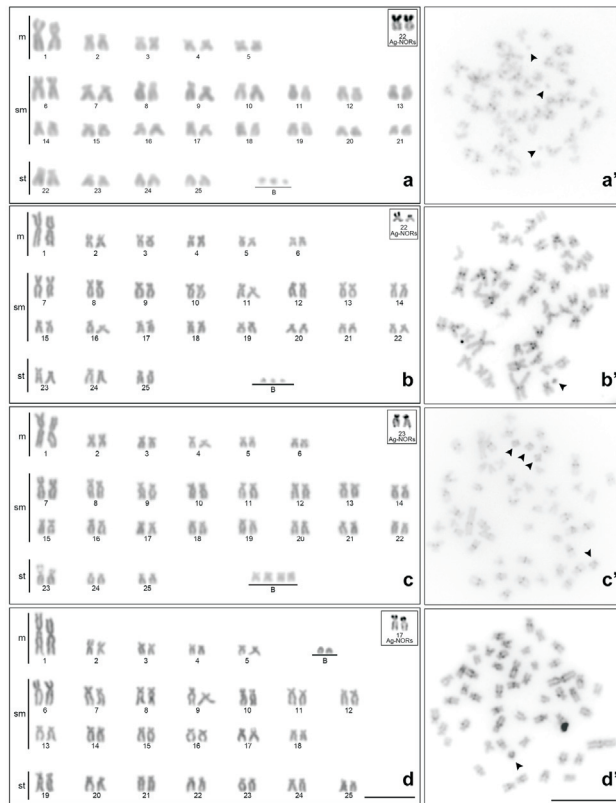 m 1 2 3 4 5 22 Ag-NORs
sm 6 7 8 9 10 11 12 13
14 15 16 17 18 19 20 21
st 22 23 24 25 B a
a'
m 1 2 3 4 5 6 22 Ag-NORs
sm 7 8 9 10 11 12 13 14
15 16 17 18 19 20 21 22
st 23 24 25 B b
b'
m 1 2 3 4 5 6 23 Ag-NORs
sm 7 8 9 10 11 12 13 14
15 16 17 18 19 20 21 22
st 23 24 25 B c
c'
m 1 2 3 4 5 B 17 Ag-NORs
sm 6 7 8 9 10 11 12
13 14 15 16 17 18
st 19 20 21 22 23 24 25 d
d'